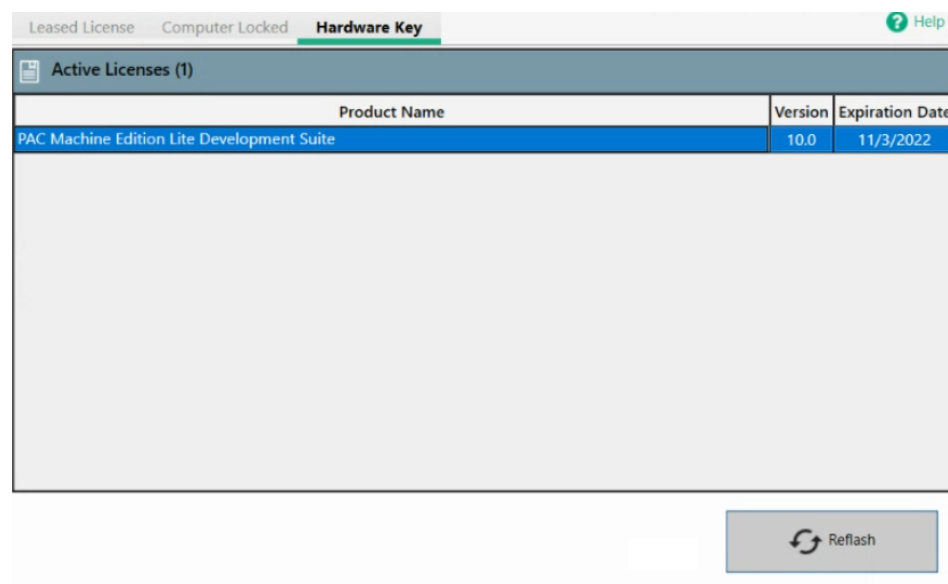 Leased License Computer Locked Hardware Key Help
Active Licenses (1)
Product Name Version Expiration Date
PAC Machine Edition Lite Development Suite 10.0 11/3/2022
Reflash